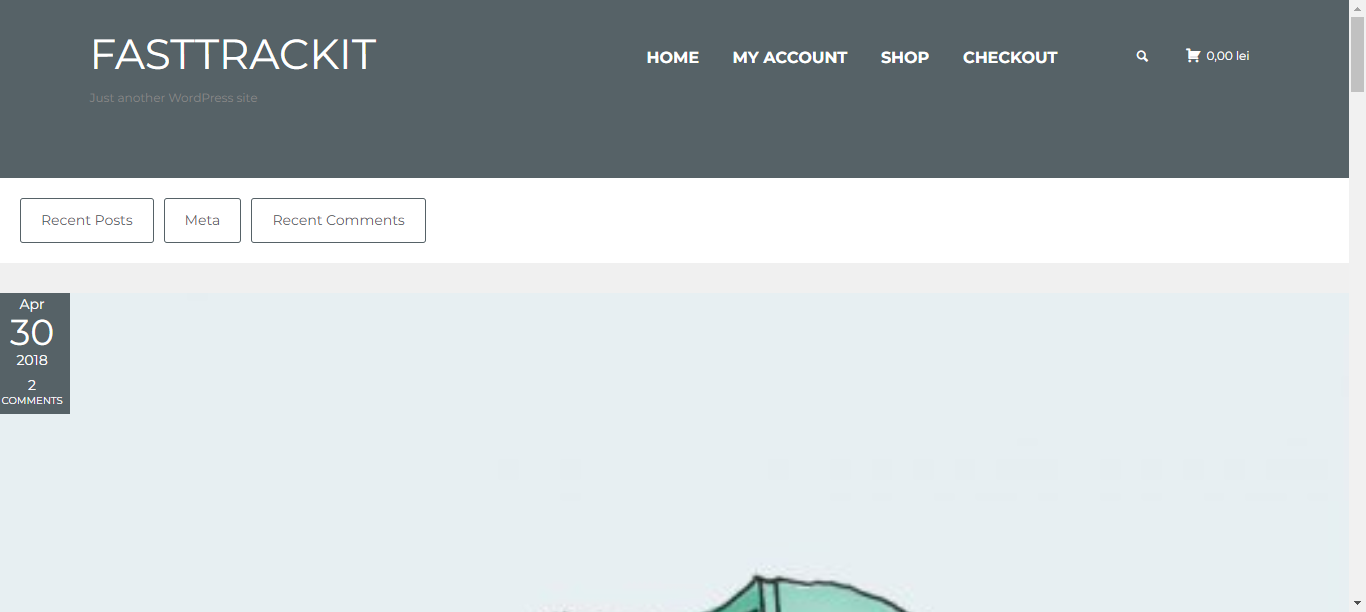 FASTTRACKIT
Just another WordPress site
HOME MY ACCOUNT SHOP CHECKOUT 0,00 lei
Recent Posts Meta Recent Comments
Apr
30
2018
2
COMMENTS